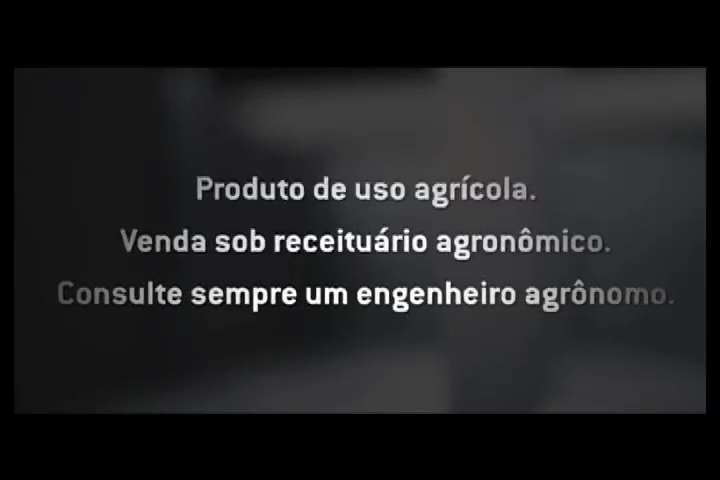 Produto de uso agrícola.
Venda sob receituário agronômico.
Consulte sempre um engenheiro agrônomo.